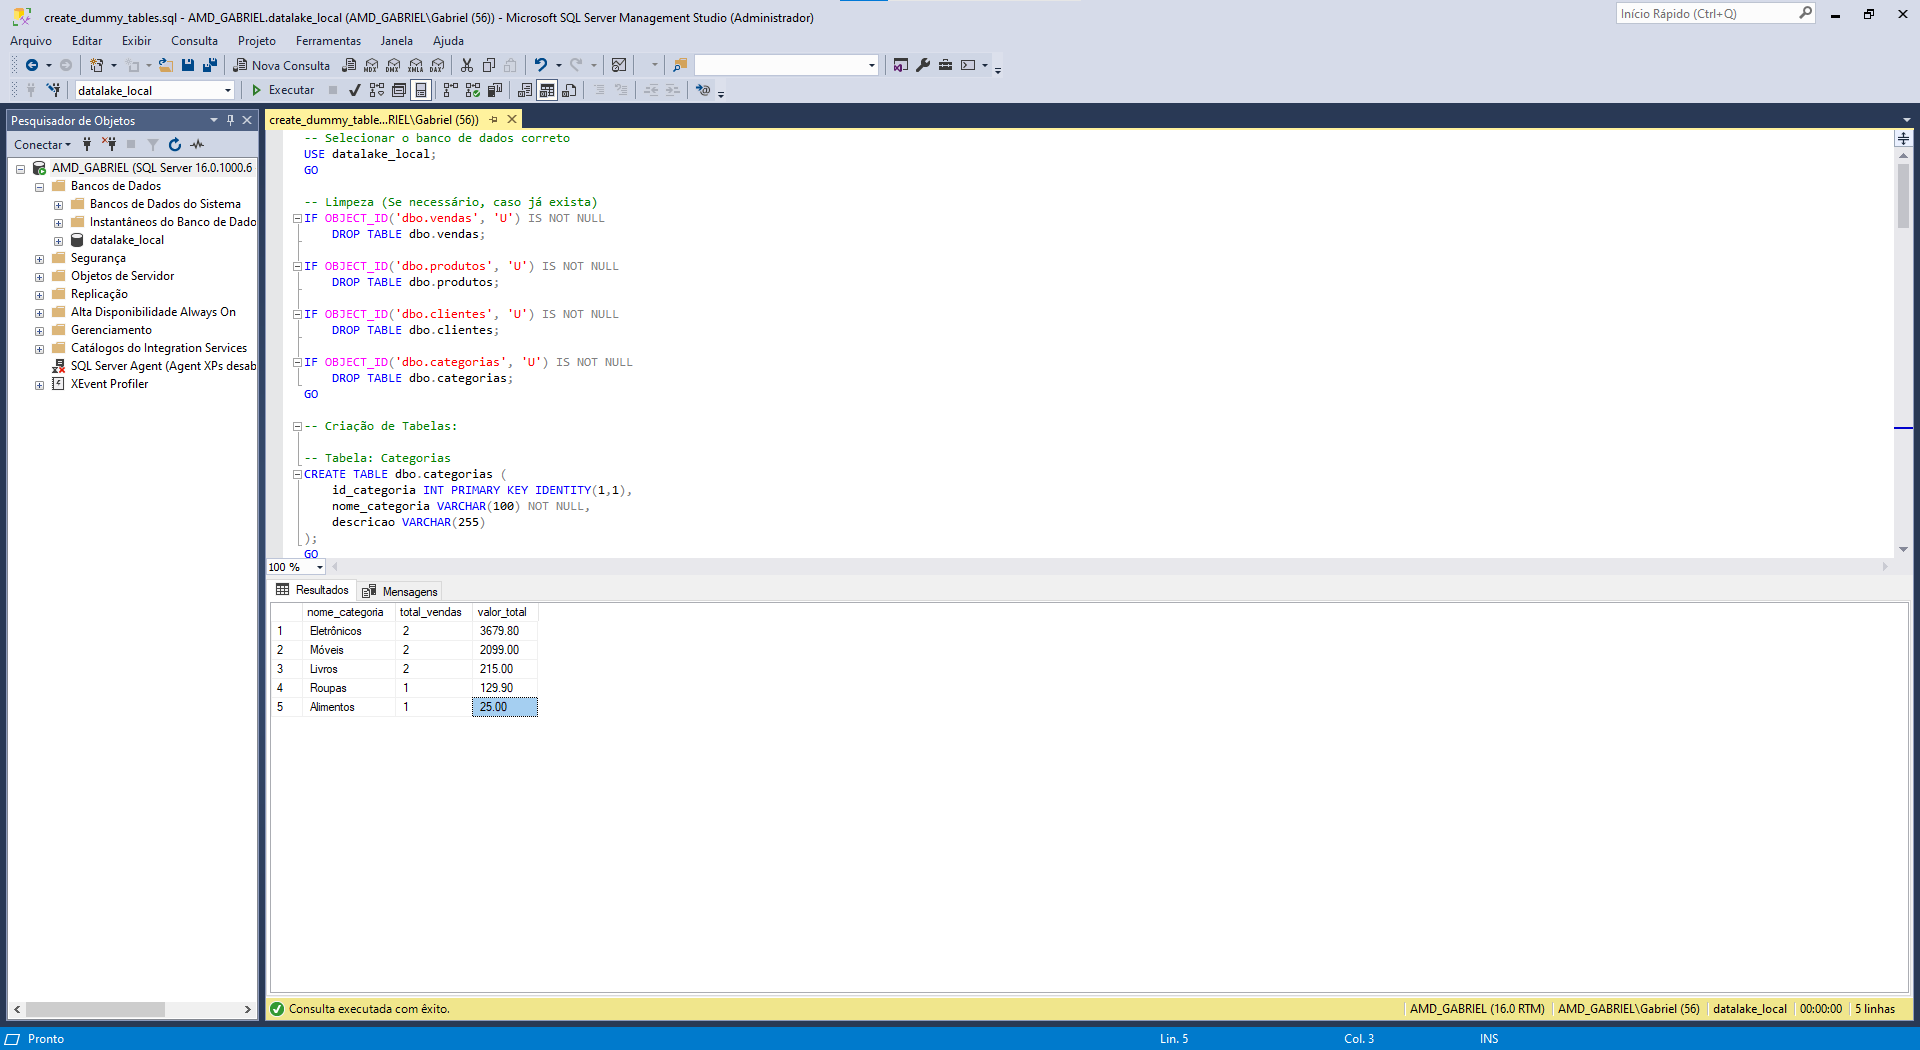 create_dummy_tables.sql - AMD_GABRIEL.datalake_local (AMD_GABRIEL\Gabriel (56)) - Microsoft SQL Server Management Studio (Administrador)
Início Rápido (Ctrl+Q)
Arquivo Editar Exibir Consulta Projeto Ferramentas Janela Ajuda
Nova Consulta MDX DMX XMLA DAX
datalake_local Executar
Pesquisador de Objetos
Conectar
AMD_GABRIEL (SQL Server 16.0.1000.6
Bancos de Dados
Bancos de Dados do Sistema
Instantâneos do Banco de Dado
datalake_local
Segurança
Objetos de Servidor
Replicação
Alta Disponibilidade Always On
Gerenciamento
Catálogos do Integration Services
SQL Server Agent (Agent XPs desab
XEvent Profiler
create_dummy_table...RIEL\Gabriel (56))
-- Selecionar o banco de dados correto
USE datalake_local;
GO
-- Limpeza (Se necessário, caso já exista)
IF OBJECT_ID('dbo.vendas', 'U') IS NOT NULL
DROP TABLE dbo.vendas;
IF OBJECT_ID('dbo.produtos', 'U') IS NOT NULL
DROP TABLE dbo.produtos;
IF OBJECT_ID('dbo.clientes', 'U') IS NOT NULL
DROP TABLE dbo.clientes;
IF OBJECT_ID('dbo.categorias', 'U') IS NOT NULL
DROP TABLE dbo.categorias;
GO
-- Criação de Tabelas:
-- Tabela: Categorias
CREATE TABLE dbo.categorias (
id_categoria INT PRIMARY KEY IDENTITY(1,1),
nome_categoria VARCHAR(100) NOT NULL,
descricao VARCHAR(255)
);
GO
100 %
Resultados Mensagens
nome_categoria total_vendas valor_total
1 Eletrônicos 2 3679.80
2 Móveis 2 2099.00
3 Livros 2 215.00
4 Roupas 1 129.90
5 Alimentos 1 25.00
Consulta executada com êxito. AMD_GABRIEL (16.0 RTM) AMD_GABRIEL\Gabriel (56) datalake_local 00:00:00 5 linhas
Pronto Lin. 5 Col. 3 INS